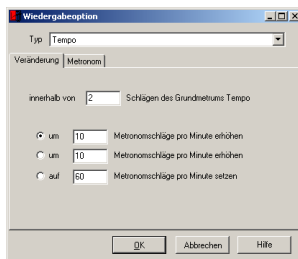 Wiedergabeoption
Typ Tempo
Veränderung Metronom
innerhalb von 2 Schlägen des Grundmetrums Tempo
um 10 Metronomschläge pro Minute erhöhen
um 10 Metronomschläge pro Minute erhöhen
auf 60 Metronomschläge pro Minute setzen
OK Abbrechen Hilfe